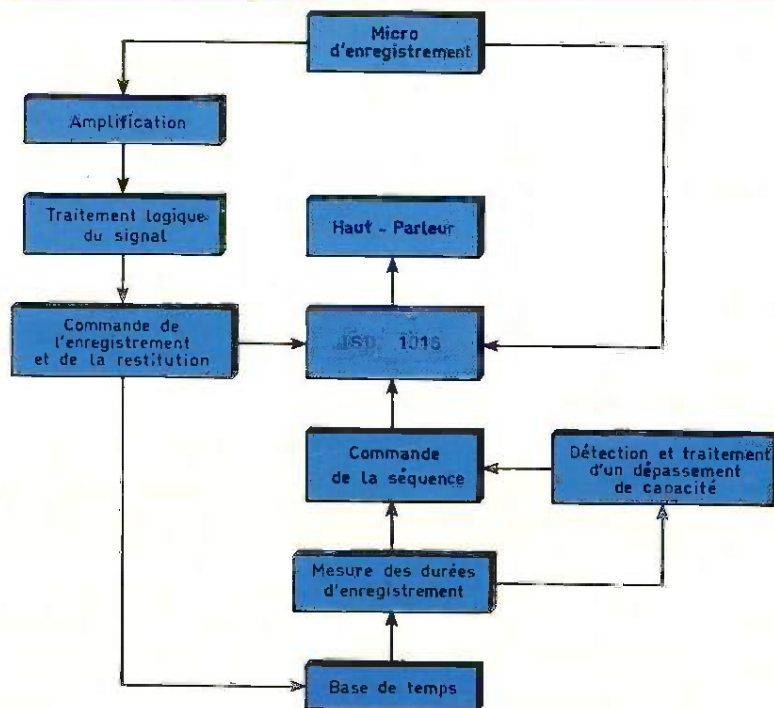 Micro
d'enregistrement
Amplification
Traitement logique
du signal
Haut - Parleur
Commande de
l'enregistrement
et de la restitution
ISD 1016
Commande
de la séquence
Détection et traitement
d'un dépassement
de capacité
Mesure des durées
d'enregistrement
Base de temps